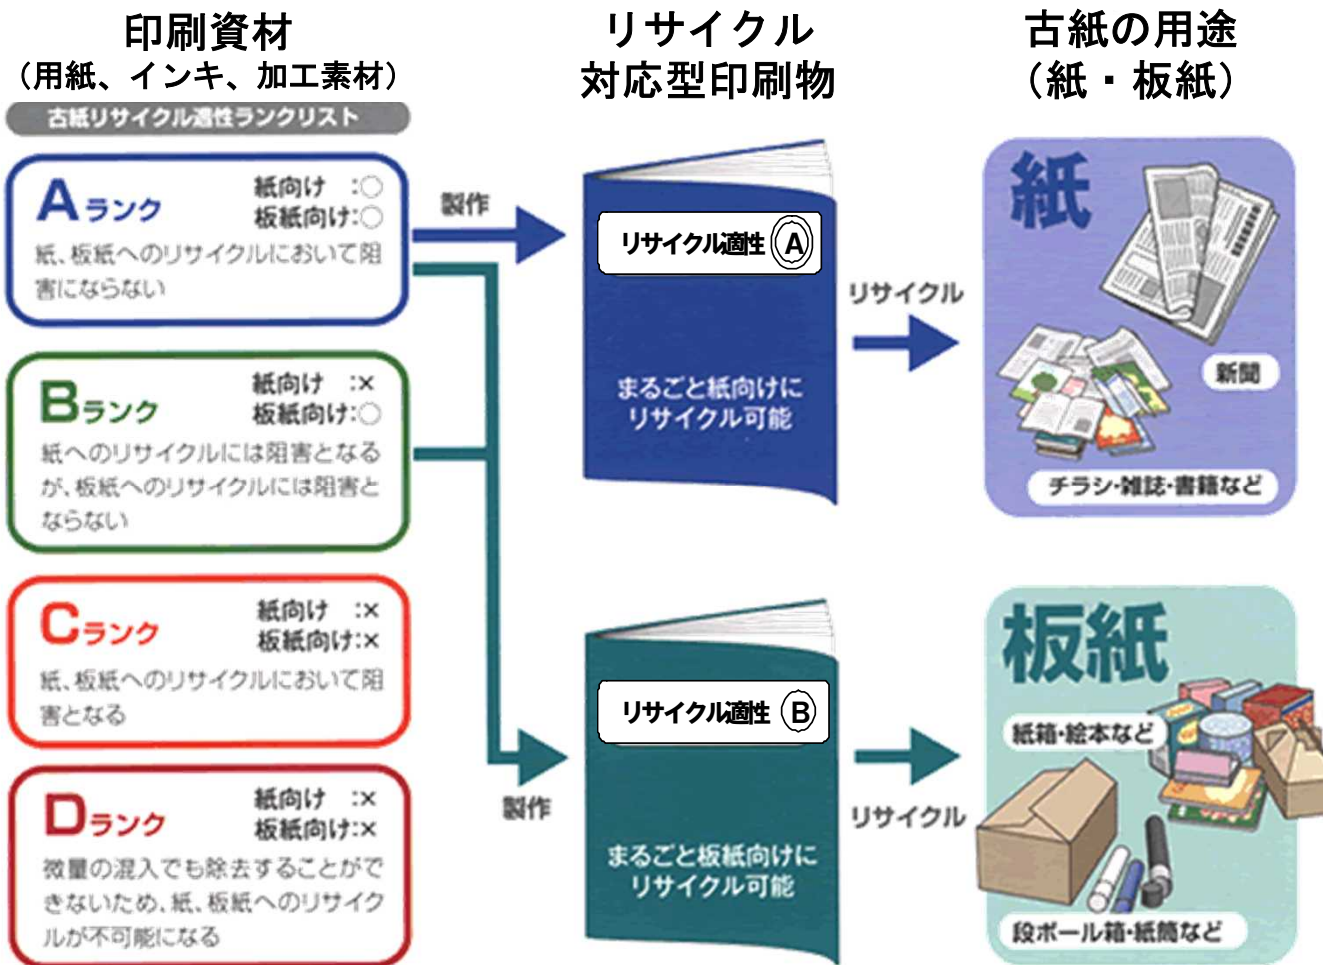 印刷資材
（用紙、インキ、加工素材）
古紙リサイクル適性ランクリスト
Aランク
紙向け　:○
板紙向け:○
紙、板紙へのリサイクルにおいて阻
害にならない
Bランク
紙向け　:×
板紙向け:○
紙へのリサイクルには阻害となる
が、板紙へのリサイクルには阻害と
ならない
Cランク
紙向け　:×
板紙向け:×
紙、板紙へのリサイクルにおいて阻
害となる
Dランク
紙向け　:×
板紙向け:×
微量の混入でも除去することがで
きないため、紙、板紙へのリサイク
ルが不可能になる
製作
製作
リサイクル
対応型印刷物
リサイクル適性Ⓐ
まるごと紙向けに
リサイクル可能
リサイクル適性Ⓑ
まるごと板紙向けに
リサイクル可能
リサイクル
リサイクル
古紙の用途
（紙・板紙）
紙
新聞
チラシ・雑誌・書籍など
板紙
紙箱・絵本など
段ボール箱・紙筒など